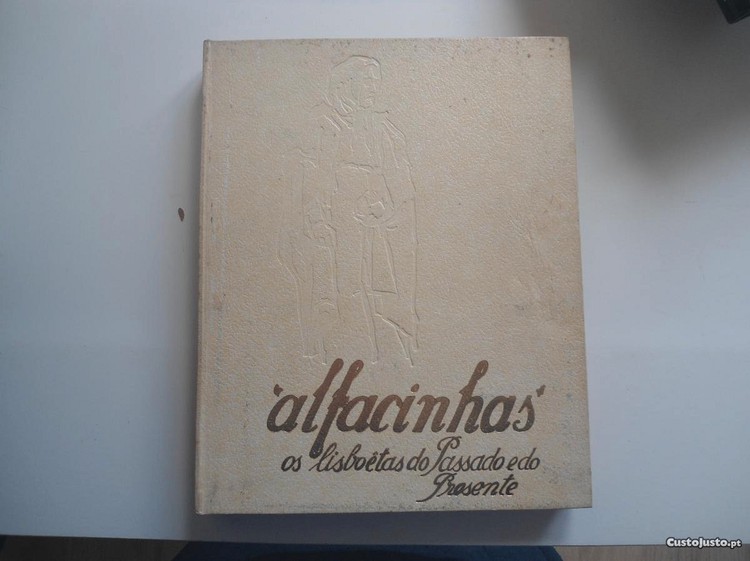 "alfacinhas"
os lisboêtas do Passado e do
Presente
CustoJusto.pt